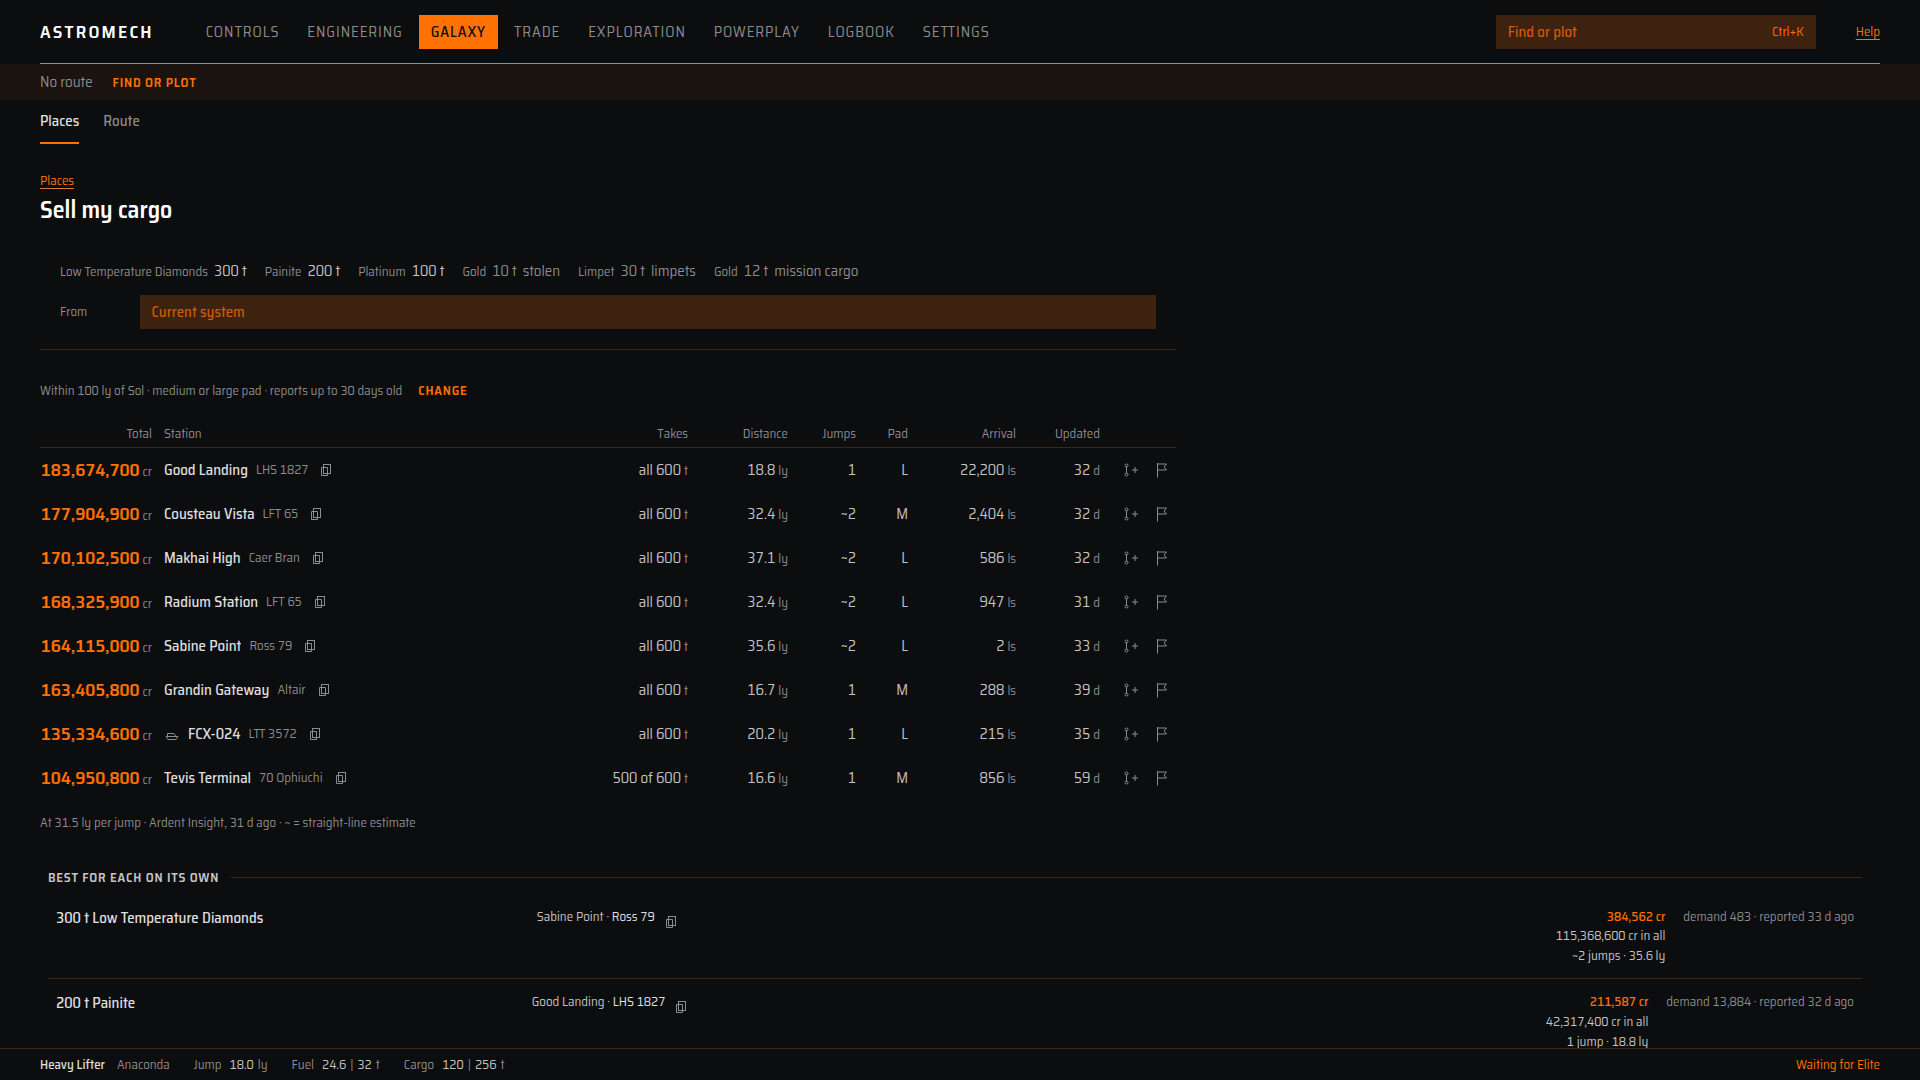 ASTROMECH CONTROLS ENGINEERING GALAXY TRADE EXPLORATION POWERPLAY LOGBOOK SETTINGS Find or plot Ctrl+K Help
No route FIND OR PLOT
Places Route
Places
Sell my cargo
Low Temperature Diamonds 300 t Painite 200 t Platinum 100 t Gold 10 t stolen Limpet 30 t limpets Gold 12 t mission cargo
From Current system
Within 100 ly of Sol · medium or large pad · reports up to 30 days old CHANGE
Total Station Takes Distance Jumps Pad Arrival Updated
183,674,700 cr Good Landing LHS 1827 all 600 t 18.8 ly 1 L 22,200 ls 32 d
177,904,900 cr Cousteau Vista LFT 65 all 600 t 32.4 ly ~2 M 2,404 ls 32 d
170,102,500 cr Makhai High Caer Bran all 600 t 37.1 ly ~2 L 586 ls 32 d
168,325,900 cr Radium Station LFT 65 all 600 t 32.4 ly ~2 L 947 ls 31 d
164,115,000 cr Sabine Point Ross 79 all 600 t 35.6 ly ~2 L 2 ls 33 d
163,405,800 cr Grandin Gateway Altair all 600 t 16.7 ly 1 M 288 ls 39 d
135,334,600 cr FCX-024 LTT 3572 all 600 t 20.2 ly 1 L 215 ls 35 d
104,950,800 cr Tevis Terminal 70 Ophiuchi 500 of 600 t 16.6 ly 1 M 856 ls 59 d
At 31.5 ly per jump · Ardent Insight, 31 d ago · ~ = straight-line estimate
BEST FOR EACH ON ITS OWN
300 t Low Temperature Diamonds Sabine Point · Ross 79 384,562 cr demand 483 · reported 33 d ago
115,368,600 cr in all
~2 jumps · 35.6 ly
200 t Painite Good Landing · LHS 1827 211,587 cr demand 13,884 · reported 32 d ago
42,317,400 cr in all
1 jump · 18.8 ly
Heavy Lifter Anaconda Jump 18.0 ly Fuel 24.6 | 32 t Cargo 120 | 256 t Waiting for Elite